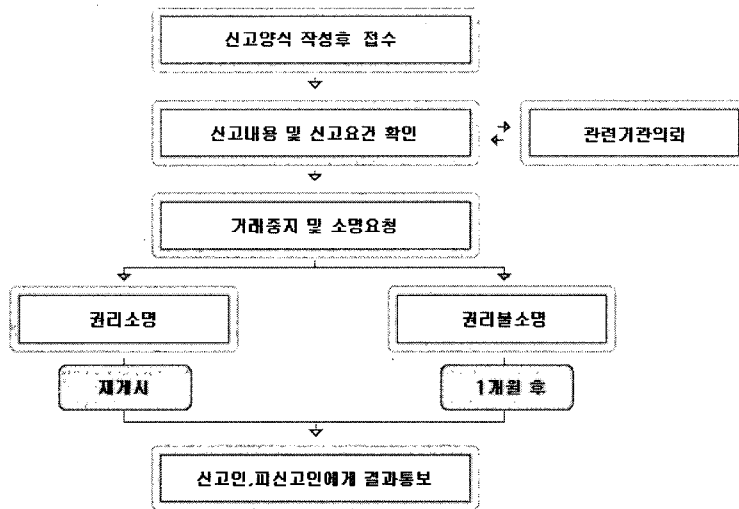 신고양식 작성후 접수
신고내용 및 신고요건 확인
관련기관의뢰
거래중지 및 소명요청
권리소명
권리불소명
재게시
1개월 후
신고인,피신고인에게 결과통보